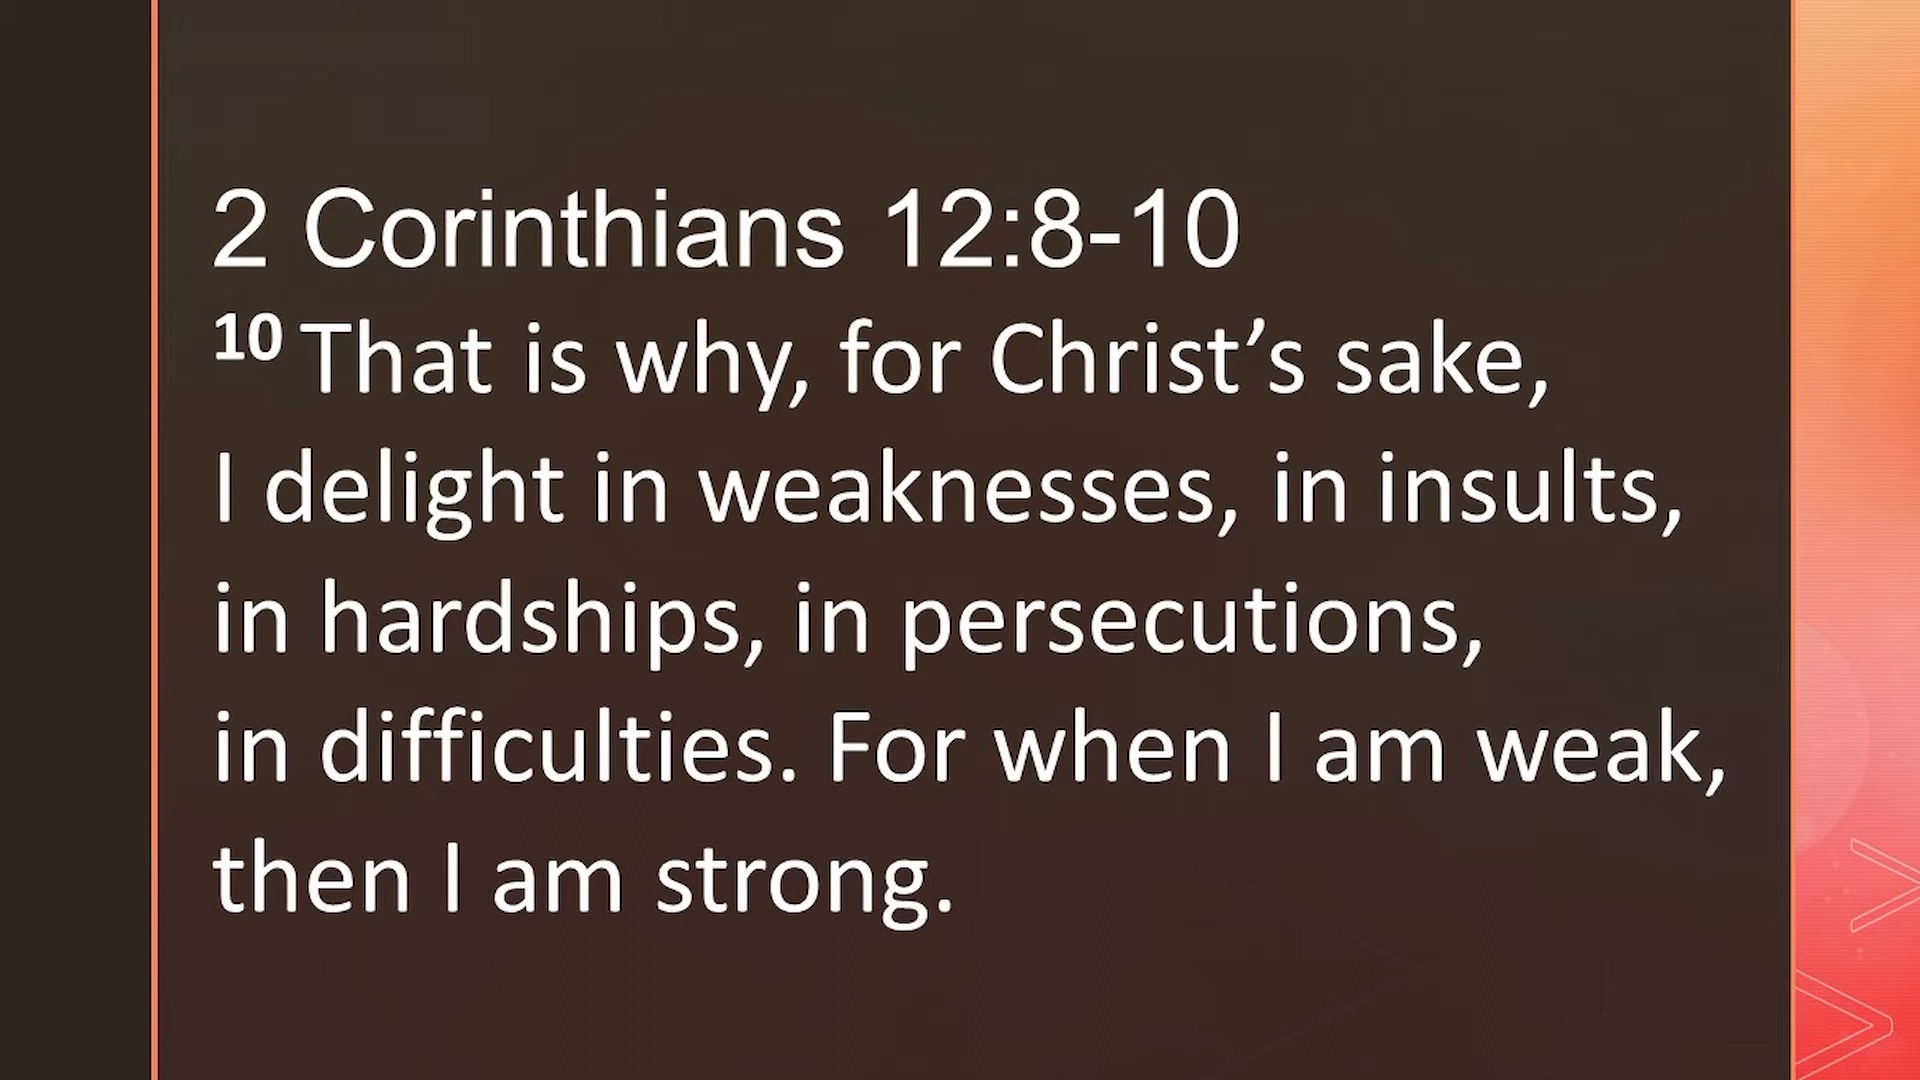 2 Corinthians 12:8-10
10 That is why, for Christ’s sake,
I delight in weaknesses, in insults,
in hardships, in persecutions,
in difficulties. For when I am weak,
then I am strong.